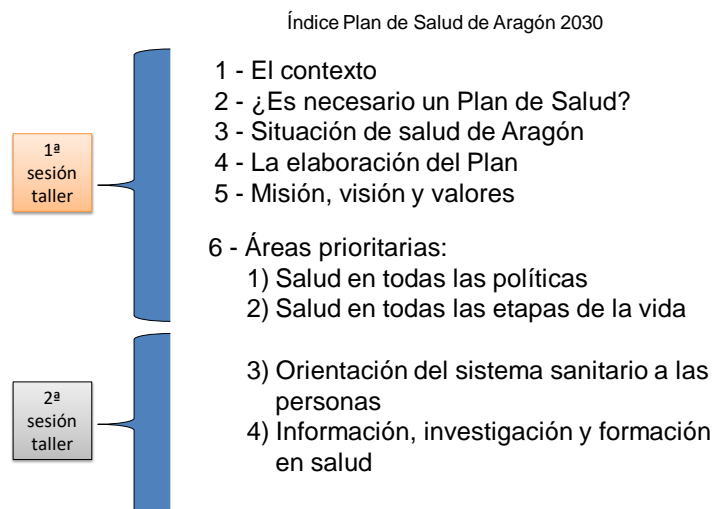 Índice Plan de Salud de Aragón 2030
1 - El contexto
2 - ¿Es necesario un Plan de Salud?
3 - Situación de salud de Aragón
4 - La elaboración del Plan
5 - Misión, visión y valores
1ª
sesión
taller
6 - Áreas prioritarias:
1) Salud en todas las políticas
2) Salud en todas las etapas de la vida
3) Orientación del sistema sanitario a las
personas
4) Información, investigación y formación
en salud
2ª
sesión
taller